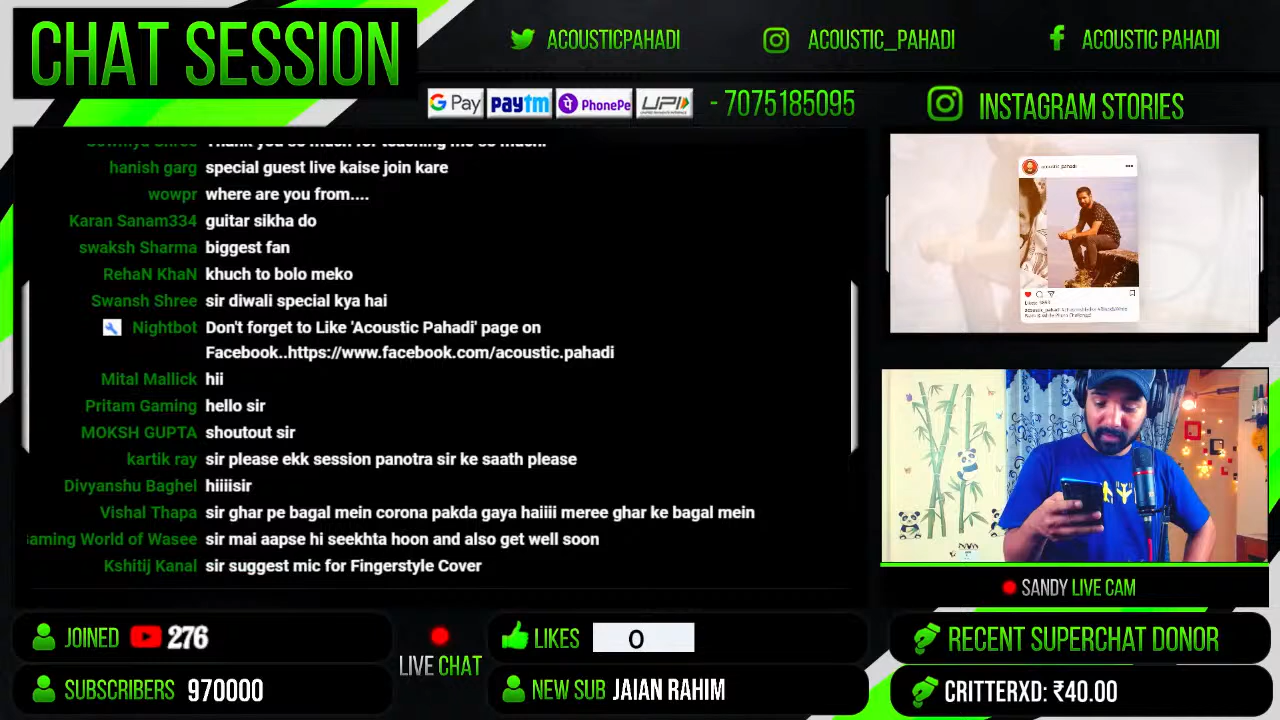 CHAT SESSION
ACOUSTICPAHADI
ACOUSTIC_PAHADI
ACOUSTIC PAHADI
G Pay paytm PhonePe UPI - 7075185095
INSTAGRAM STORIES
hanish garg special guest live kaise join kare
wowpr where are you from....
Karan Sanam334 guitar sikha do
swaksh Sharma biggest fan
RehaN KhaN khuch to bolo meko
Swansh Shree sir diwali special kya hai
Nightbot Don't forget to Like 'Acoustic Pahadi' page on
Facebook..https://www.facebook.com/acoustic.pahadi
Mital Mallick hii
Pritam Gaming hello sir
MOKSH GUPTA shoutout sir
kartik ray sir please ekk session panotra sir ke saath please
Divyanshu Baghel hiiiisir
Vishal Thapa sir ghar pe bagal mein corona pakda gaya haiiii meree ghar ke bagal mein
aming World of Wasee sir mai aapse hi seekhta hoon and also get well soon
Kshitij Kanal sir suggest mic for Fingerstyle Cover
acoustic_pahadi
SANDY LIVE CAM
JOINED 276
SUBSCRIBERS 970000
LIVE CHAT
LIKES 0
NEW SUB JAIAN RAHIM
RECENT SUPERCHAT DONOR
CRITTERXD: ₹40.00